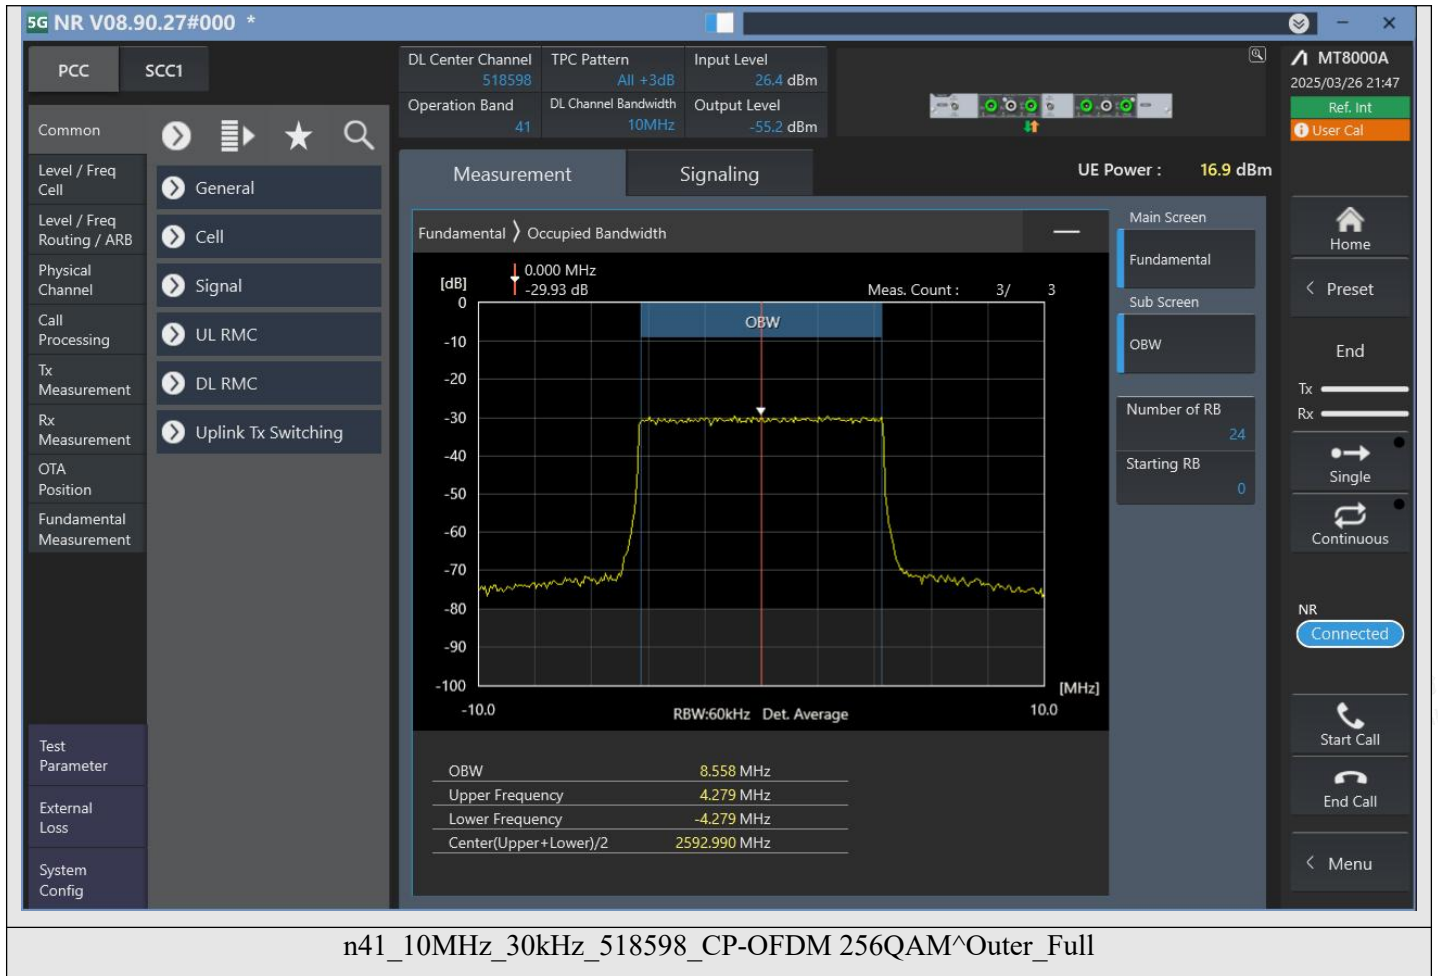 5G NR V08.90.27#000 *
PCC
SCC1
DL Center Channel
518598
TPC Pattern
All +3dB
Input Level
26.4 dBm
Operation Band
41
DL Channel Bandwidth
10MHz
Output Level
-55.2 dBm
MT8000A
2025/03/26 21:47
Ref. Int
User Cal
Common
Level / Freq
Cell
Level / Freq
Routing / ARB
Physical
Channel
Call
Processing
Tx
Measurement
Rx
Measurement
OTA
Position
Fundamental
Measurement
Test
Parameter
External
Loss
System
Config
General
Cell
Signal
UL RMC
DL RMC
Uplink Tx Switching
Measurement
Signaling
UE Power : 16.9 dBm
Fundamental > Occupied Bandwidth
[dB]
0.000 MHz
-29.93 dB
Meas. Count : 3/ 3
OBW
0
-10
-20
-30
-40
-50
-60
-70
-80
-90
-100
[MHz]
-10.0
RBW:60kHz Det. Average
10.0
OBW 8.558 MHz
Upper Frequency 4.279 MHz
Lower Frequency -4.279 MHz
Center(Upper+Lower)/2 2592.990 MHz
Main Screen
Fundamental
Sub Screen
OBW
Number of RB
24
Starting RB
0
Home
< Preset
End
Tx
Rx
Single
Continuous
NR
Connected
Start Call
End Call
< Menu
n41_10MHz_30kHz_518598_CP-OFDM 256QAM^Outer_Full